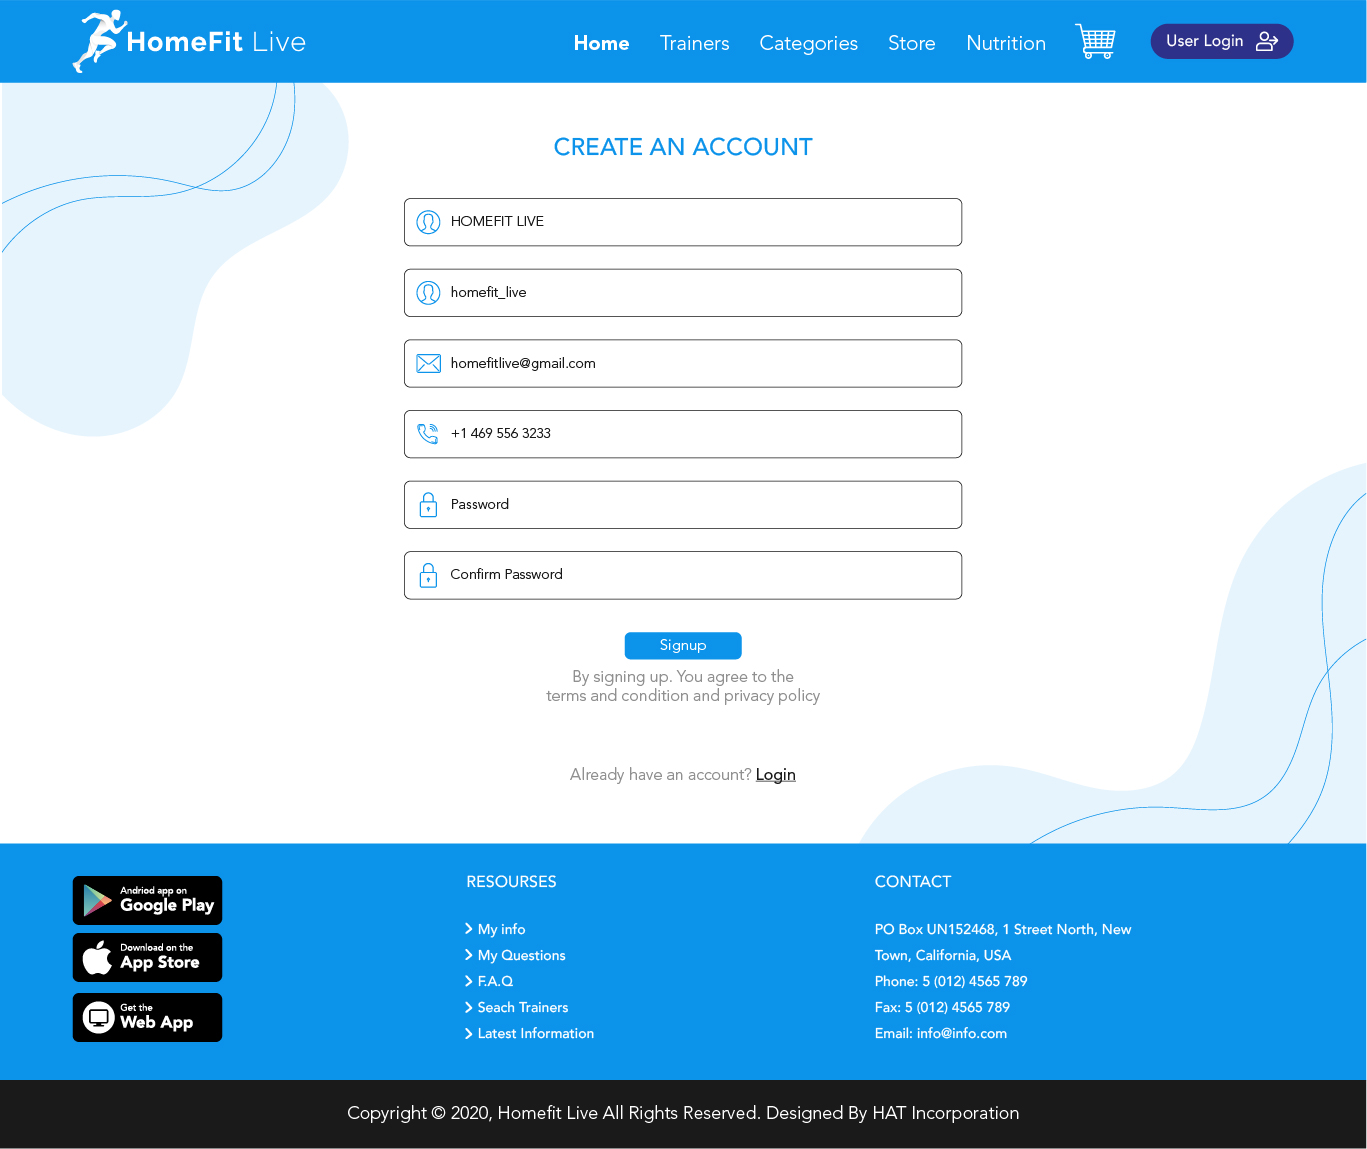 HomeFit Live
Home Trainers Categories Store Nutrition User Login
CREATE AN ACCOUNT
HOMEFIT LIVE
homefit_live
homefitlive@gmail.com
+1 469 556 3233
Password
Confirm Password
Signup
By signing up. You agree to the
terms and condition and privacy policy
Already have an account? Login
Andriod app on
Google Play
Download on the
App Store
Get the
Web App
RESOURSES
My info
My Questions
F.A.Q
Seach Trainers
Latest Information
CONTACT
PO Box UN152468, 1 Street North, New
Town, California, USA
Phone: 5 (012) 4565 789
Fax: 5 (012) 4565 789
Email: info@info.com
Copyright © 2020, Homefit Live All Rights Reserved. Designed By HAT Incorporation